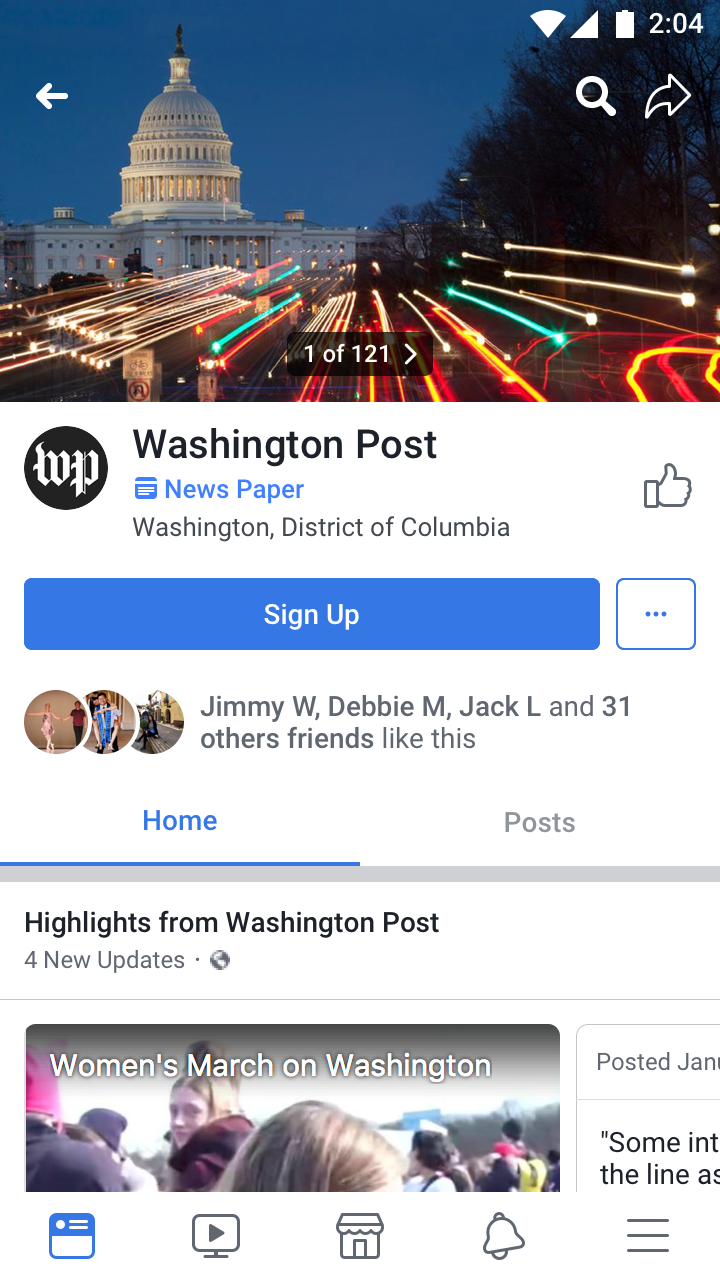 2:04
1 of 121
wp
Washington Post
News Paper
Washington, District of Columbia
Sign Up
Jimmy W, Debbie M, Jack L and 31
others friends like this
Home
Posts
Highlights from Washington Post
4 New Updates ·
Women's March on Washington
Posted Janu
"Some int
the line as